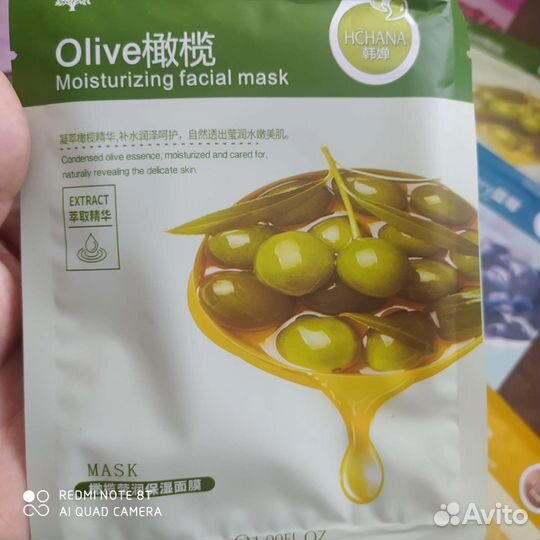 Olive橄榄
Moisturizing facial mask
HCHANA
韩婵
凝萃橄榄精华,补水润泽呵护，自然透出莹润水嫩美肌。
Condensed olive essence, moisturized and cared for,
naturally revealing the delicate skin.
EXTRACT
萃取精华
MASK
橄榄莹润保湿面膜
1.00FL.OZ
REDMI NOTE 8T
AI QUAD CAMERA
Avito